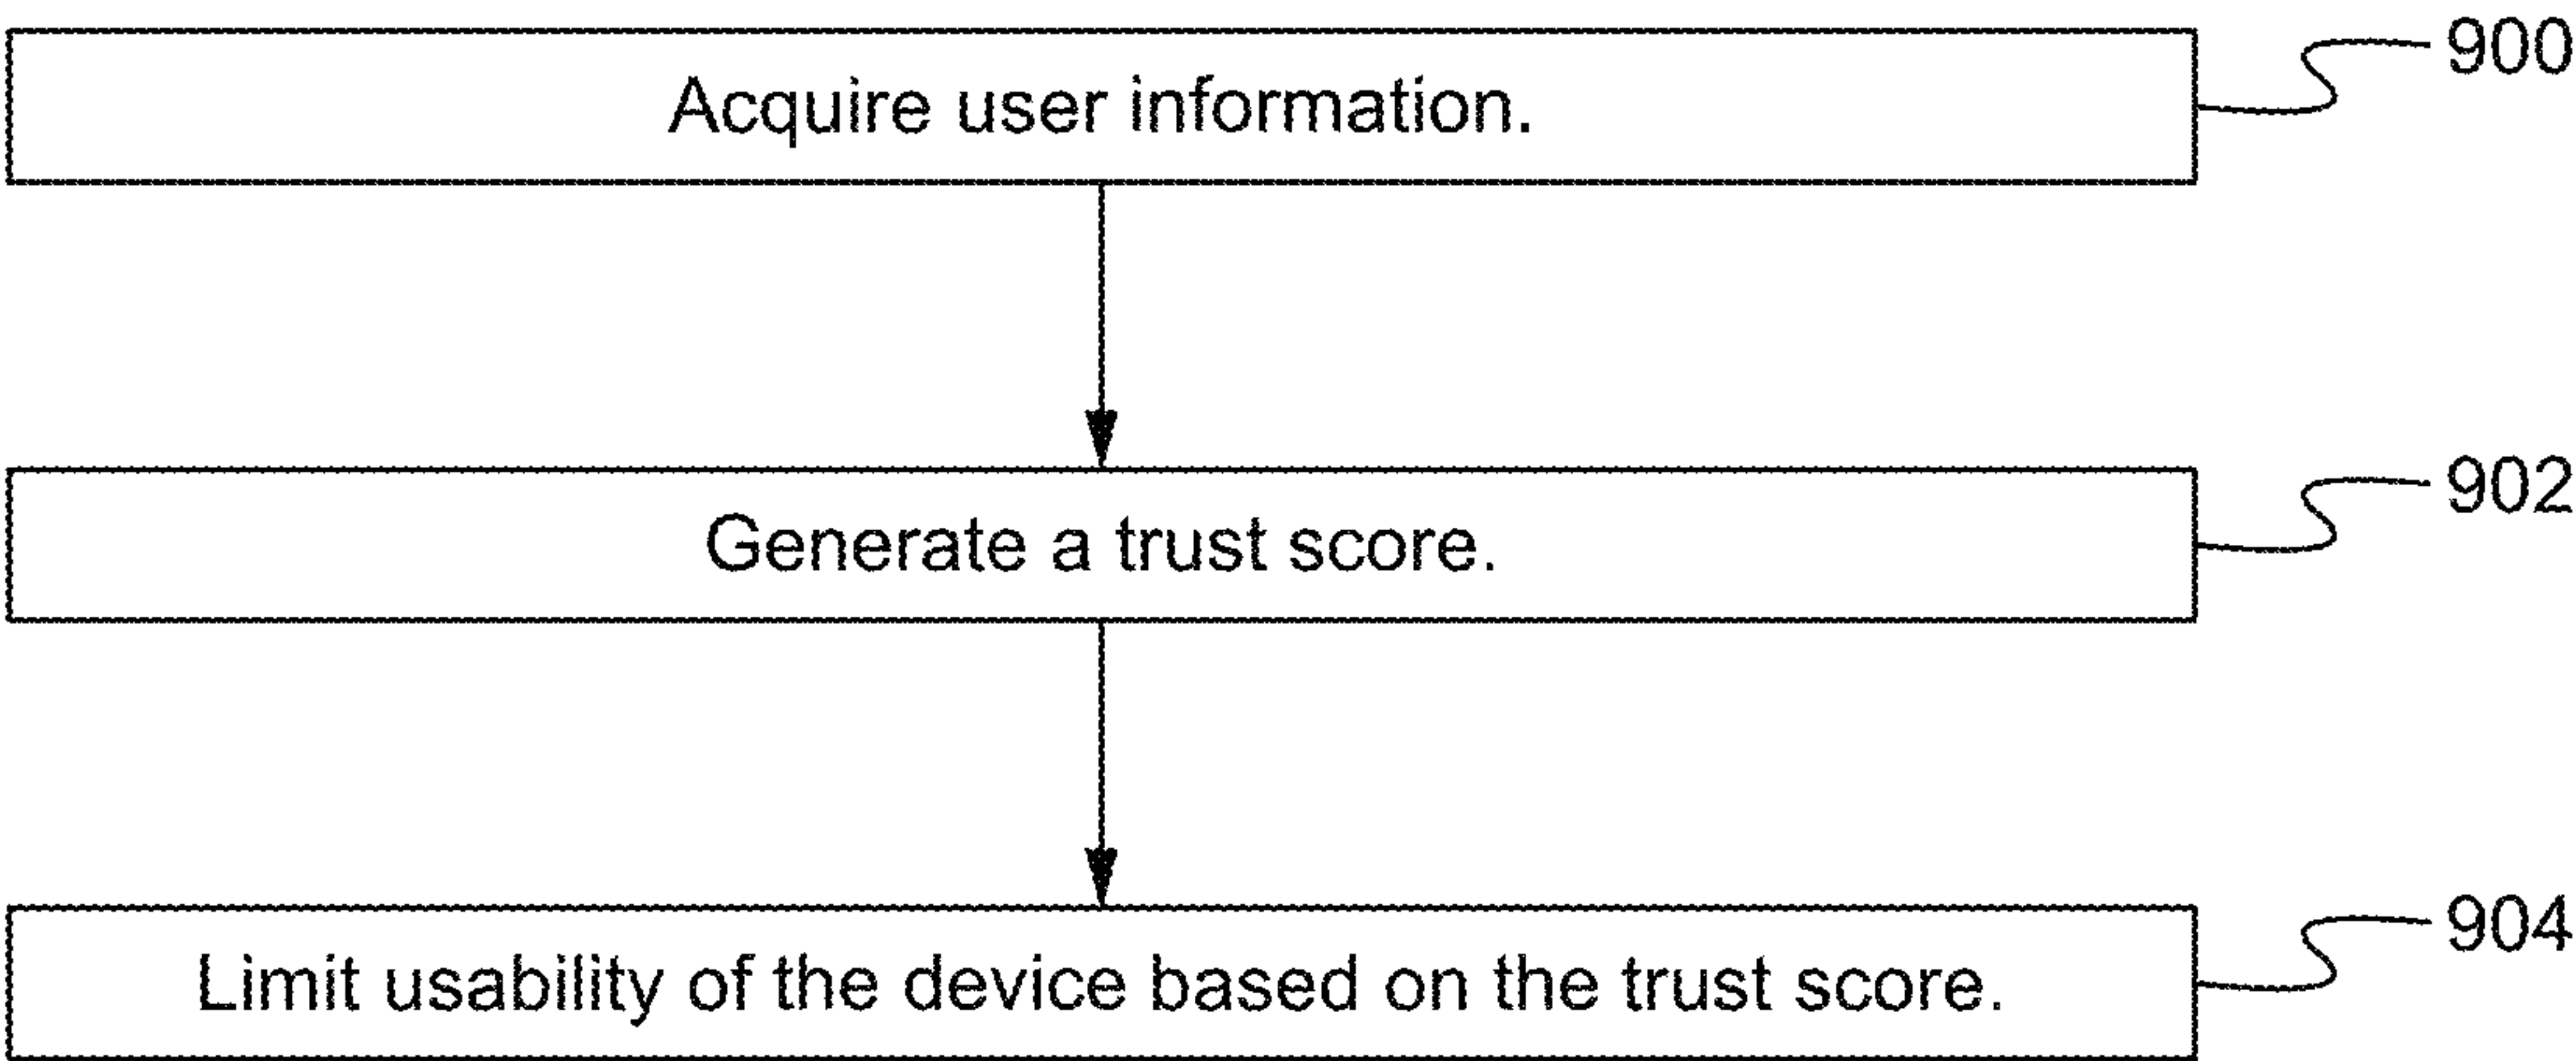 Acquire user information.
900
Generate a trust score.
902
Limit usability of the device based on the trust score.
904